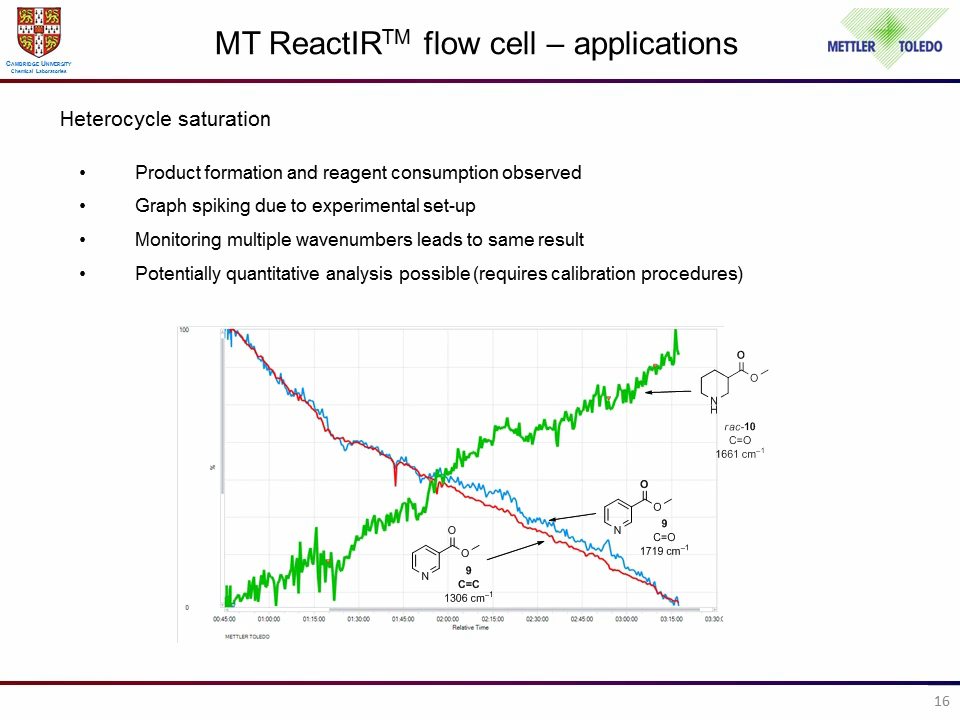 CAMBRIDGE UNIVERSITY
Chemical Laboratories
MT ReactIR™ flow cell – applications
METTLER TOLEDO
Heterocycle saturation
• Product formation and reagent consumption observed
• Graph spiking due to experimental set-up
• Monitoring multiple wavenumbers leads to same result
• Potentially quantitative analysis possible (requires calibration procedures)
100
%
0
00:45:00 01:00:00 01:15:00 01:30:00 01:45:00 02:00:00 02:15:00 02:30:00 02:45:00 03:00:00 03:15:00 03:30:0
Relative Time
METTLER TOLEDO
O
O
N
H
rac-10
C=O
1661 cm⁻¹
O
O
N
9
C=O
1719 cm⁻¹
O
O
N
9
C=C
1306 cm⁻¹
16